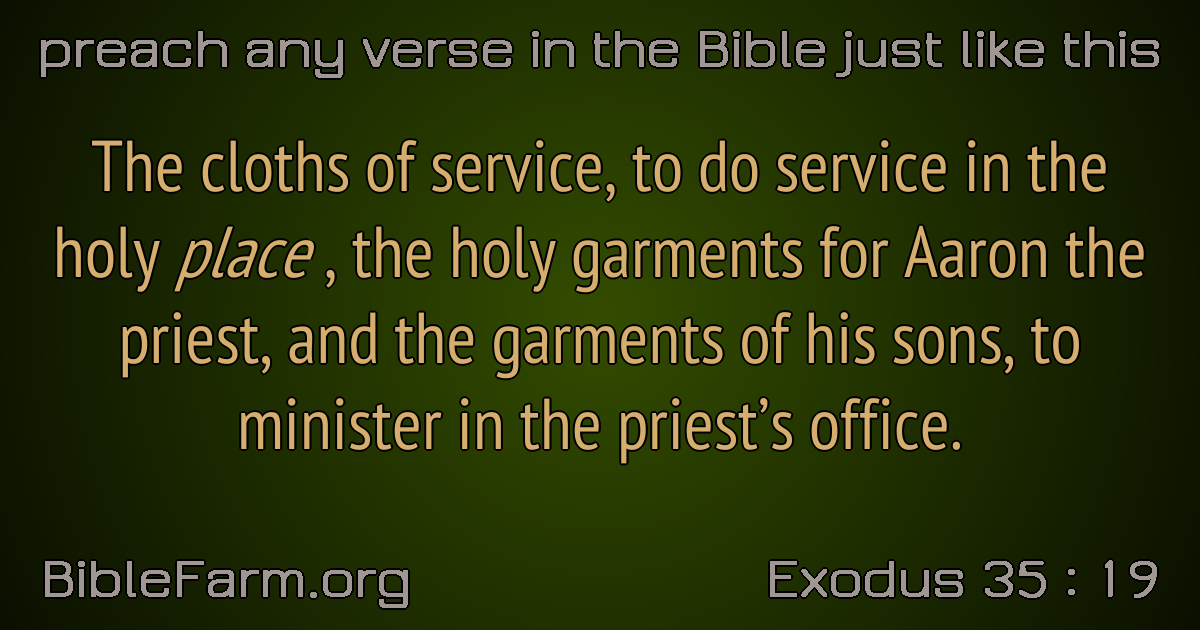 preach any verse in the Bible just like this
The cloths of service, to do service in the
holy place , the holy garments for Aaron the
priest, and the garments of his sons, to
minister in the priest’s office.
BibleFarm.org
Exodus 35 : 19